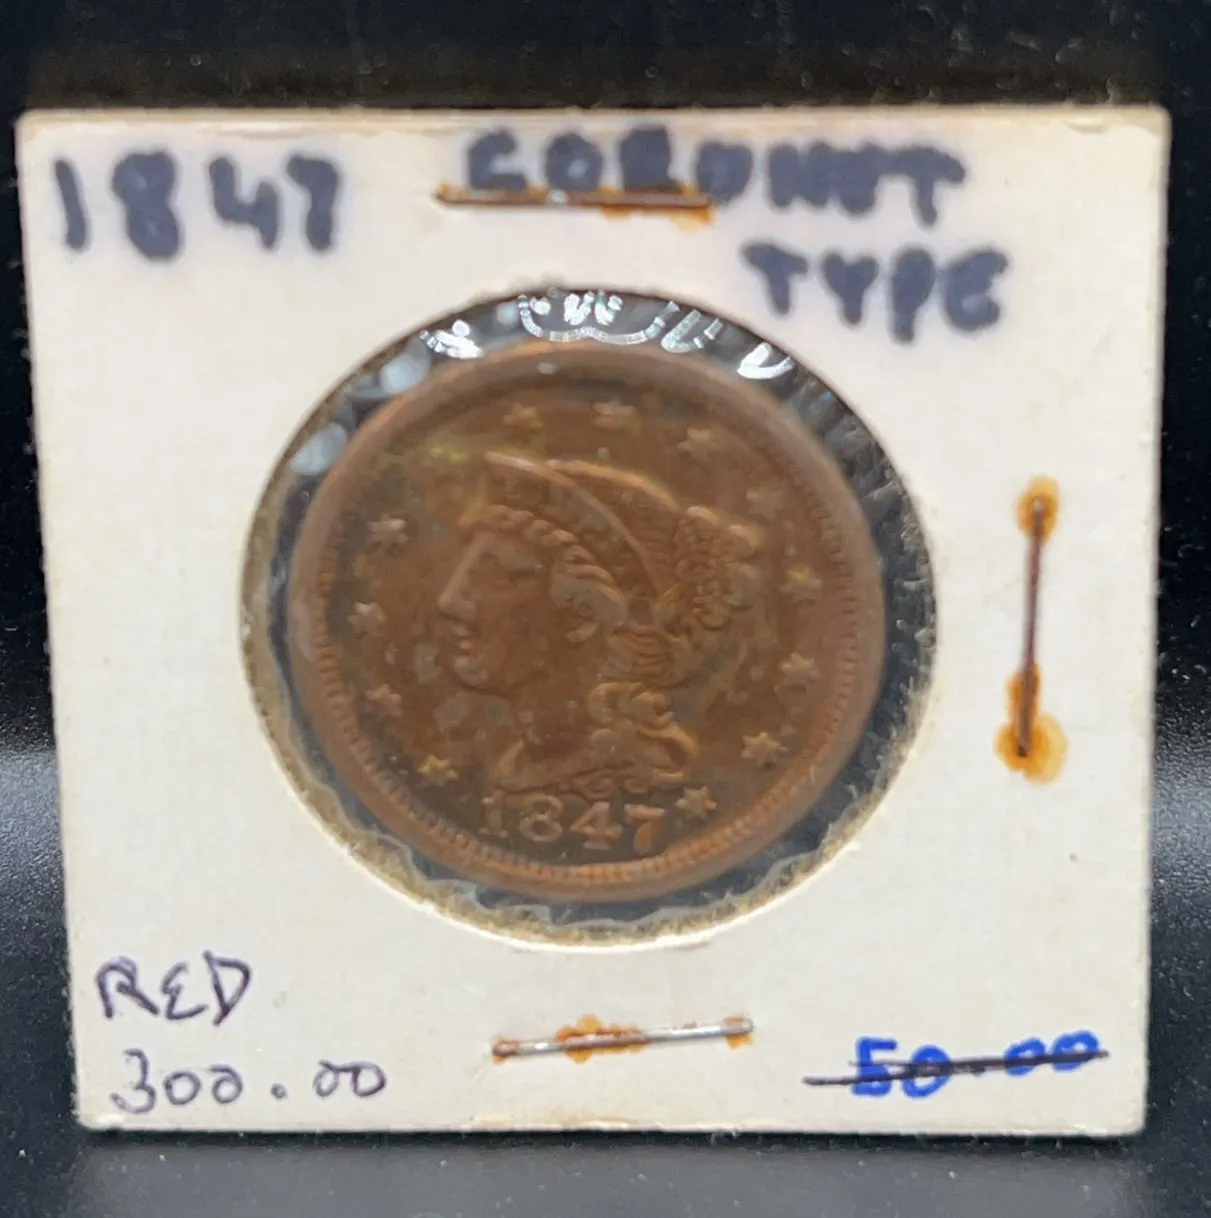 1847 CORONET
TYPE
1847
RED
300.00
50.00